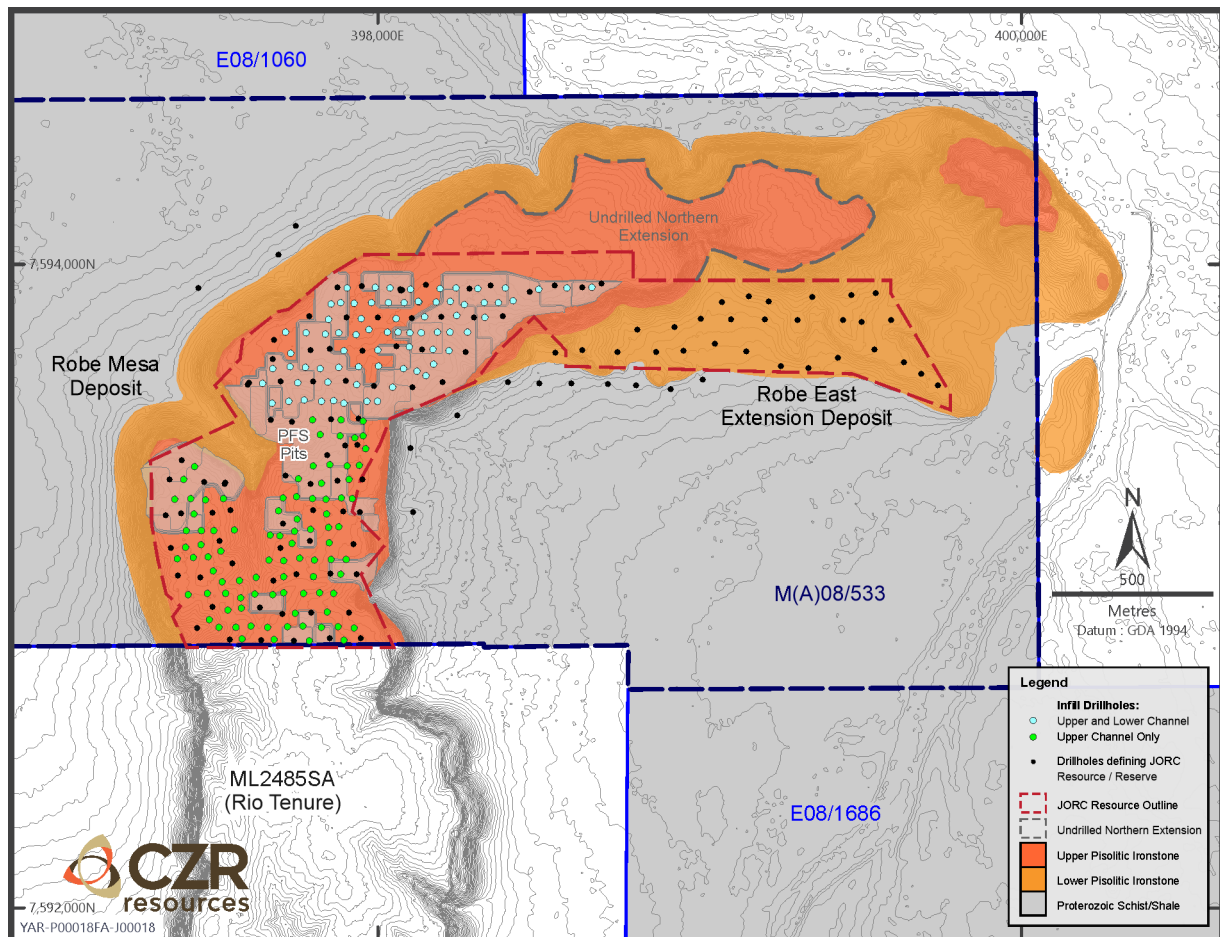 398,000E
400,000E
E08/1060
Undrilled Northern
Extension
7,594,000N
Robe Mesa
Deposit
Robe East
Extension Deposit
PFS
Pits
N
500
Metres
Datum : GDA 1994
M(A)08/533
ML2485SA
(Rio Tenure)
E08/1686
Legend
Infill Drillholes:
Upper and Lower Channel
Upper Channel Only
Drillholes defining JORC
Resource / Reserve
JORC Resource Outline
Undrilled Northern Extension
Upper Pisolitic Ironstone
Lower Pisolitic Ironstone
Proterozoic Schist/Shale
CZR
resources
7,592,000N
YAR-P00018FA-J00018